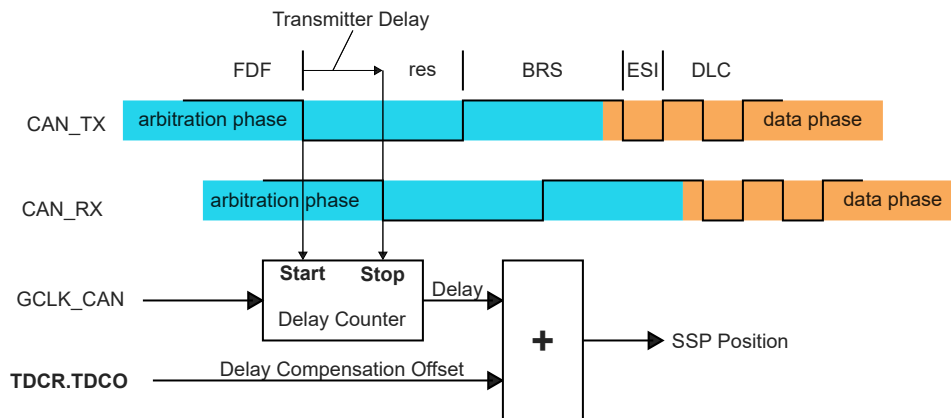 Transmitter Delay
FDF
res
BRS
ESI
DLC
CAN_TX
arbitration phase
data phase
CAN_RX
arbitration phase
data phase
Start
Stop
GCLK_CAN
Delay Counter
Delay
+
SSP Position
TDCR.TDCO
Delay Compensation Offset